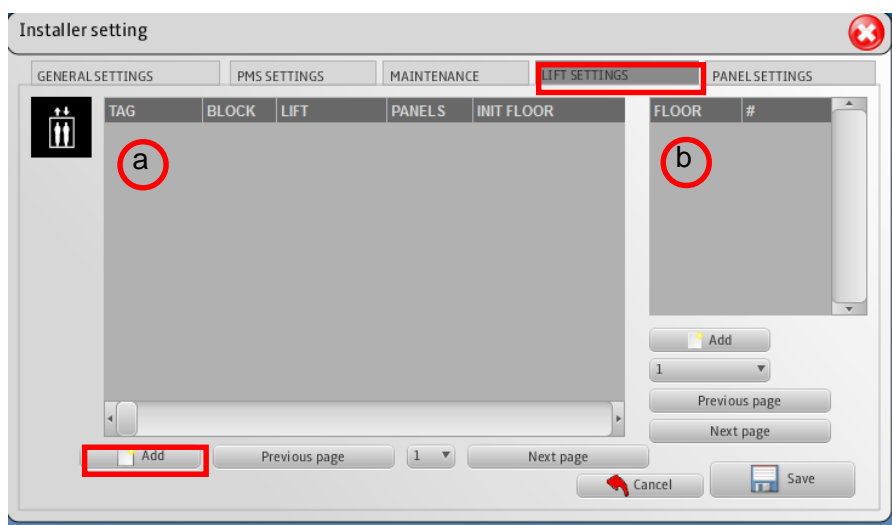 Installer setting
GENERAL SETTINGS PMS SETTINGS MAINTENANCE LIFT SETTINGS PANEL SETTINGS
TAG BLOCK LIFT PANELS INIT FLOOR FLOOR #
a b
Add
1
Previous page
Next page
Add Previous page 1 Next page
Cancel Save